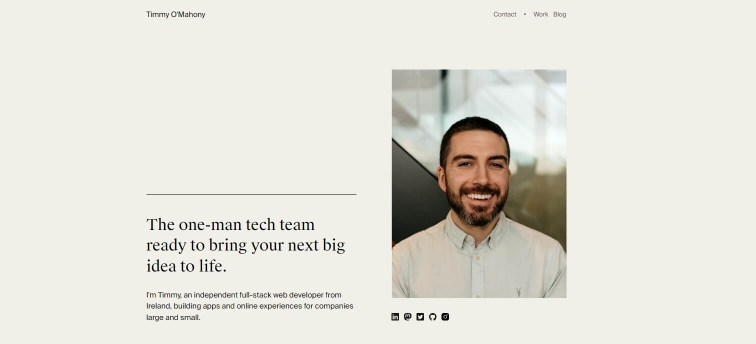 Timmy O'Mahony
Contact • Work Blog
The one-man tech team
ready to bring your next big
idea to life.
I'm Timmy, an independent full-stack web developer from
Ireland, building apps and online experiences for companies
large and small.